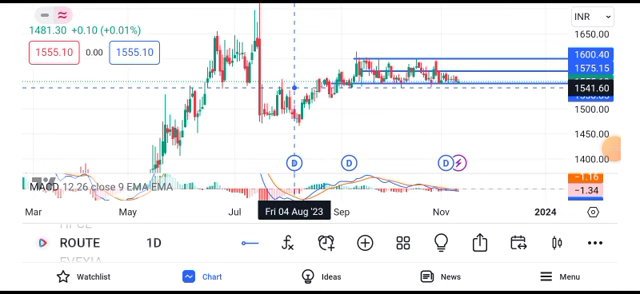 INR
1481.30 +0.10 (+0.01%)
1555.10
0.00
1555.10
1650.00
1600.40
1575.15
1541.60
1500.00
1450.00
1400.00
D
D
D
MACD 12.26 close 9 EMA EMA
−1.16
−1.34
Mar
May
Jul
Fri 04 Aug '23
Sep
Nov
2024
ROUTE
1D
Watchlist
Chart
Ideas
News
Menu